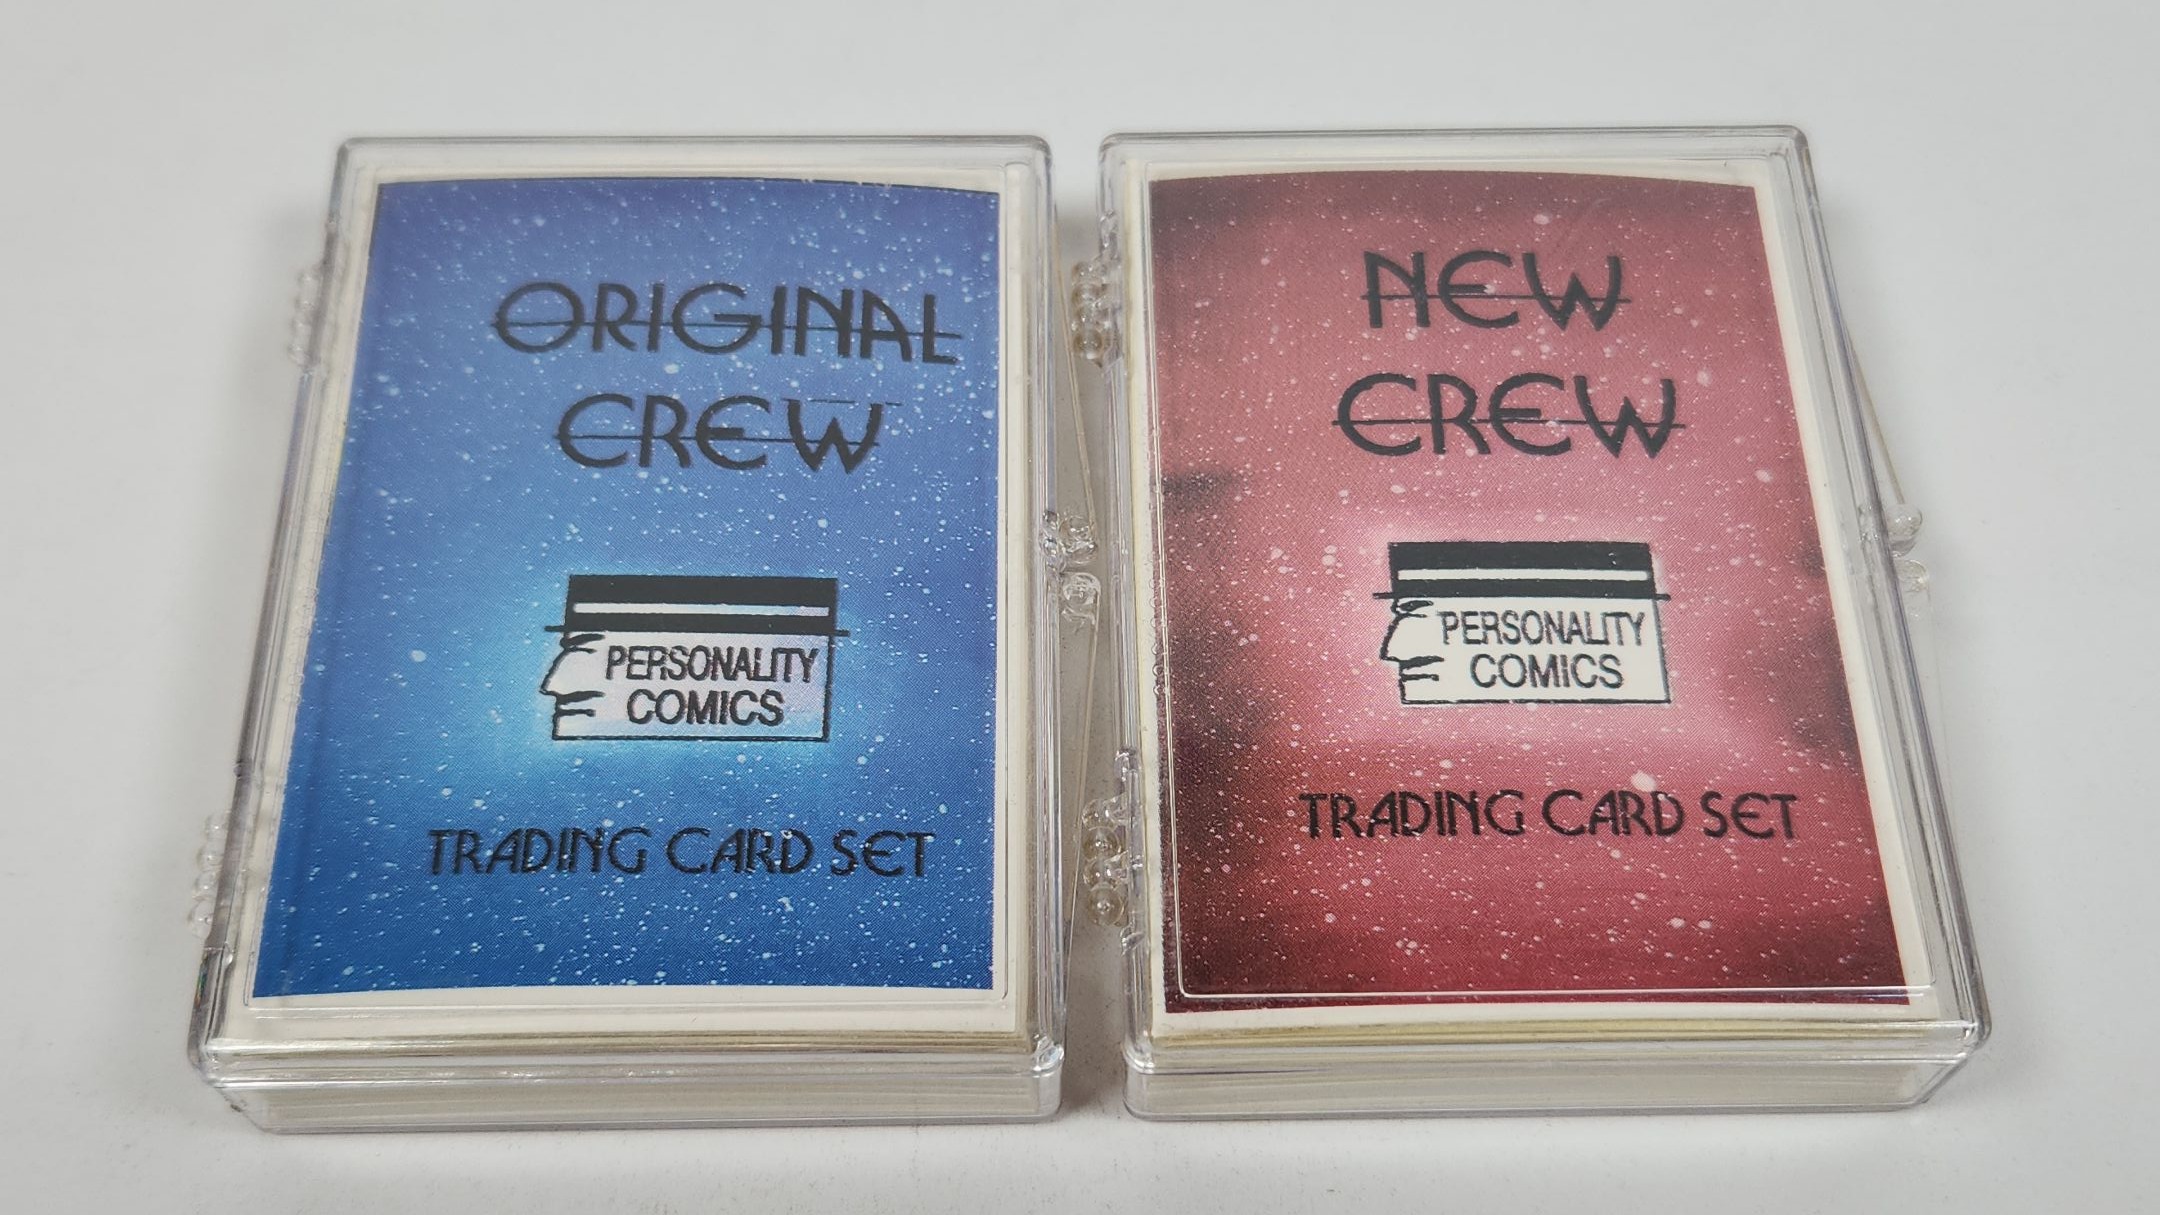 ORIGINAL
CREW
PERSONALITY
COMICS
TRADING CARD SET
NEW
CREW
PERSONALITY
COMICS
TRADING CARD SET